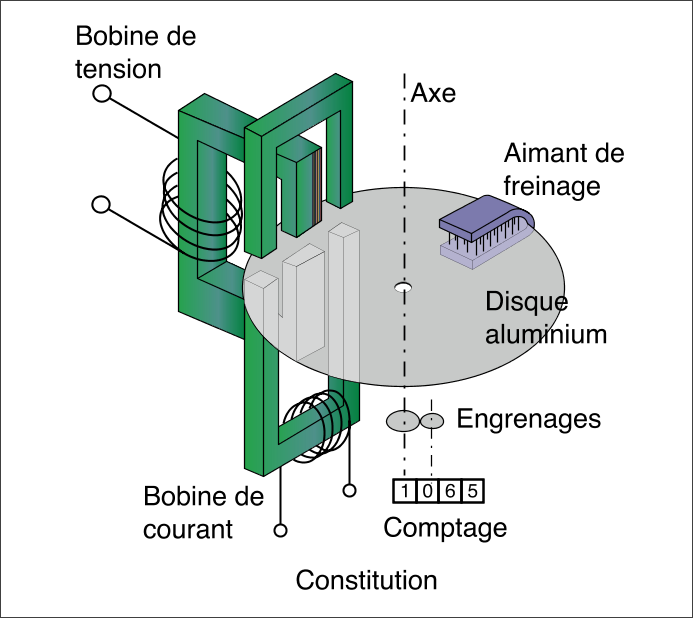 Bobine de
tension
Axe
Aimant de
freinage
Disque
aluminium
Engrenages
1 0 6 5
Bobine de
courant
Comptage
Constitution